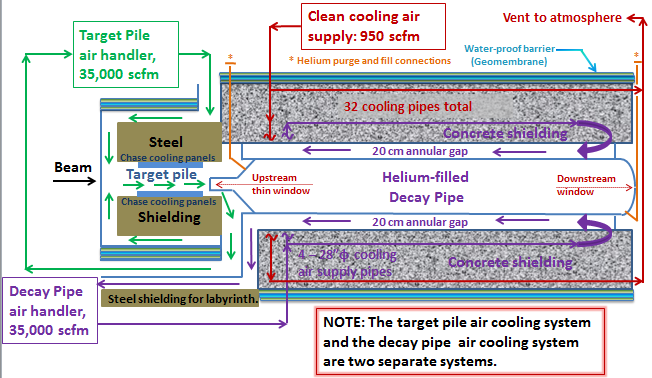 Target Pile
air handler,
35,000 scfm
Clean cooling air
supply: 950 scfm
Vent to atmosphere
* Helium purge and fill connections
Water-proof barrier
(Geomembrane)
*
*
32 cooling pipes total
Concrete shielding
Steel
Chase cooling panels
20 cm annular gap
Beam
Target pile
Upstream
thin window
Helium-filled
Decay Pipe
Downstream
window
Chase cooling panels
Shielding
20 cm annular gap
4 –28"ф cooling
air supply pipes
Concrete shielding
Decay Pipe
air handler,
35,000 scfm
Steel shielding for labyrinth.
NOTE: The target pile air cooling system
and the decay pipe air cooling system
are two separate systems.